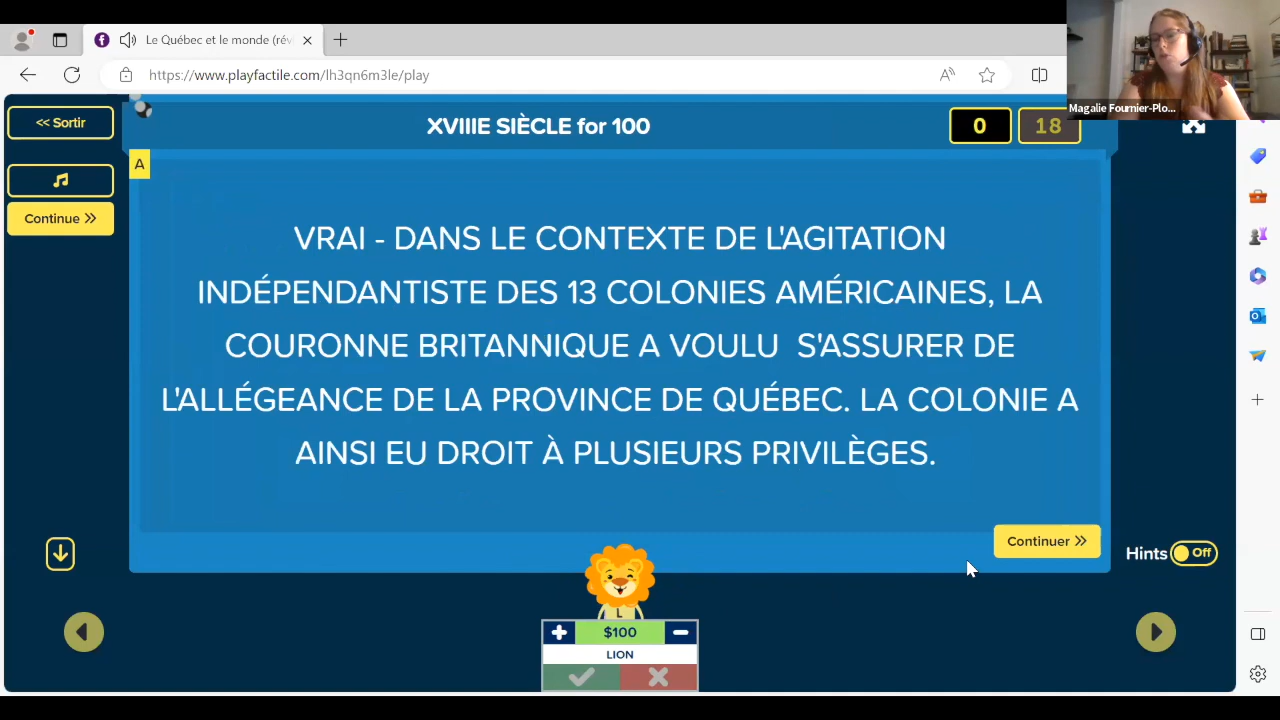 Le Québec et le monde (rév
https://www.playfactile.com/lh3qn6m3le/play
Magalie Fournier-Plo...
<< Sortir
XVIIIE SIÈCLE for 100
0
18
A
Continue >>
VRAI - DANS LE CONTEXTE DE L'AGITATION
INDÉPENDANTISTE DES 13 COLONIES AMÉRICAINES, LA
COURONNE BRITANNIQUE A VOULU S'ASSURER DE
L'ALLÉGEANCE DE LA PROVINCE DE QUÉBEC. LA COLONIE A
AINSI EU DROIT À PLUSIEURS PRIVILÈGES.
Continuer >>
Hints Off
L
$100
LION